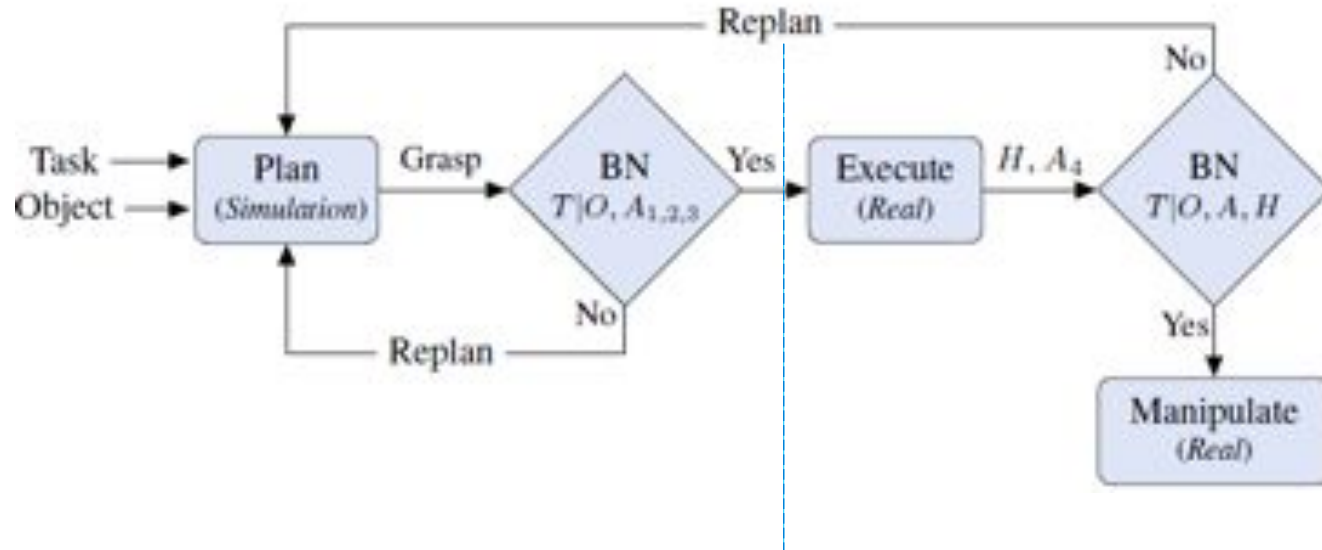 Replan
No
Task
Object
Plan
(Simulation)
Grasp
BN
T|O, A₁,₂,₃
Yes
Execute
(Real)
H, A₄
BN
T|O, A, H
No
Replan
Yes
Manipulate
(Real)